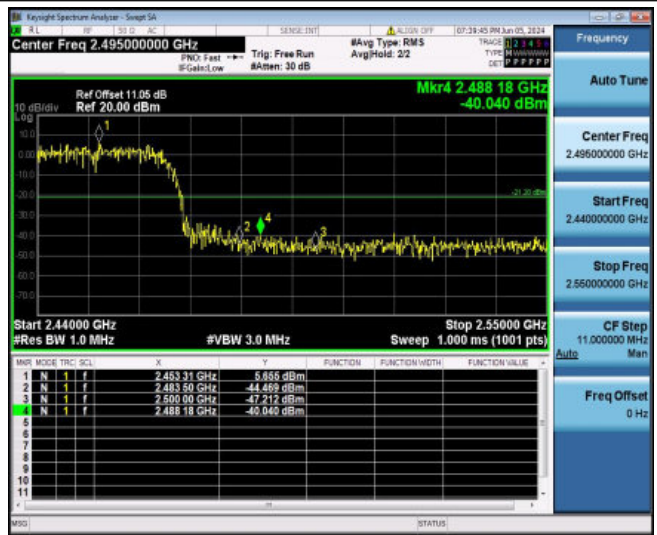 Keysight Spectrum Analyzer - Swept SA
RL RF 50 Ω AC SENSE:INT ALIGN OFF 07:39:45 PM Jun 05, 2024
Center Freq 2.495000000 GHz
PNO: Fast
IFGain:Low
Trig: Free Run
#Atten: 30 dB
#Avg Type: RMS
Avg|Hold: 2/2
TRACE 1 2 3 4 5 6
TYPE M W W W W W
DET P P P P P P
Frequency
Mkr4 2.488 18 GHz
-40.040 dBm
Ref Offset 11.05 dB
10 dB/div Ref 20.00 dBm
Log
10.0
0.00
-10.0
-20.0
-30.0
-40.0
-50.0
-60.0
-70.0
1
2
4
3
-21.20 dBm
Start 2.44000 GHz Stop 2.55000 GHz
#Res BW 1.0 MHz #VBW 3.0 MHz Sweep 1.000 ms (1001 pts)
MKR MODE TRC SCL X Y FUNCTION FUNCTION WIDTH FUNCTION VALUE
1 N 1 f 2.453 31 GHz 5.655 dBm
2 N 1 f 2.483 50 GHz -44.469 dBm
3 N 1 f 2.500 00 GHz -47.212 dBm
4 N 1 f 2.488 18 GHz -40.040 dBm
5
6
7
8
9
10
11
MSG STATUS
Auto Tune
Center Freq
2.495000000 GHz
Start Freq
2.440000000 GHz
Stop Freq
2.550000000 GHz
CF Step
11.000000 MHz
Auto Man
Freq Offset
0 Hz